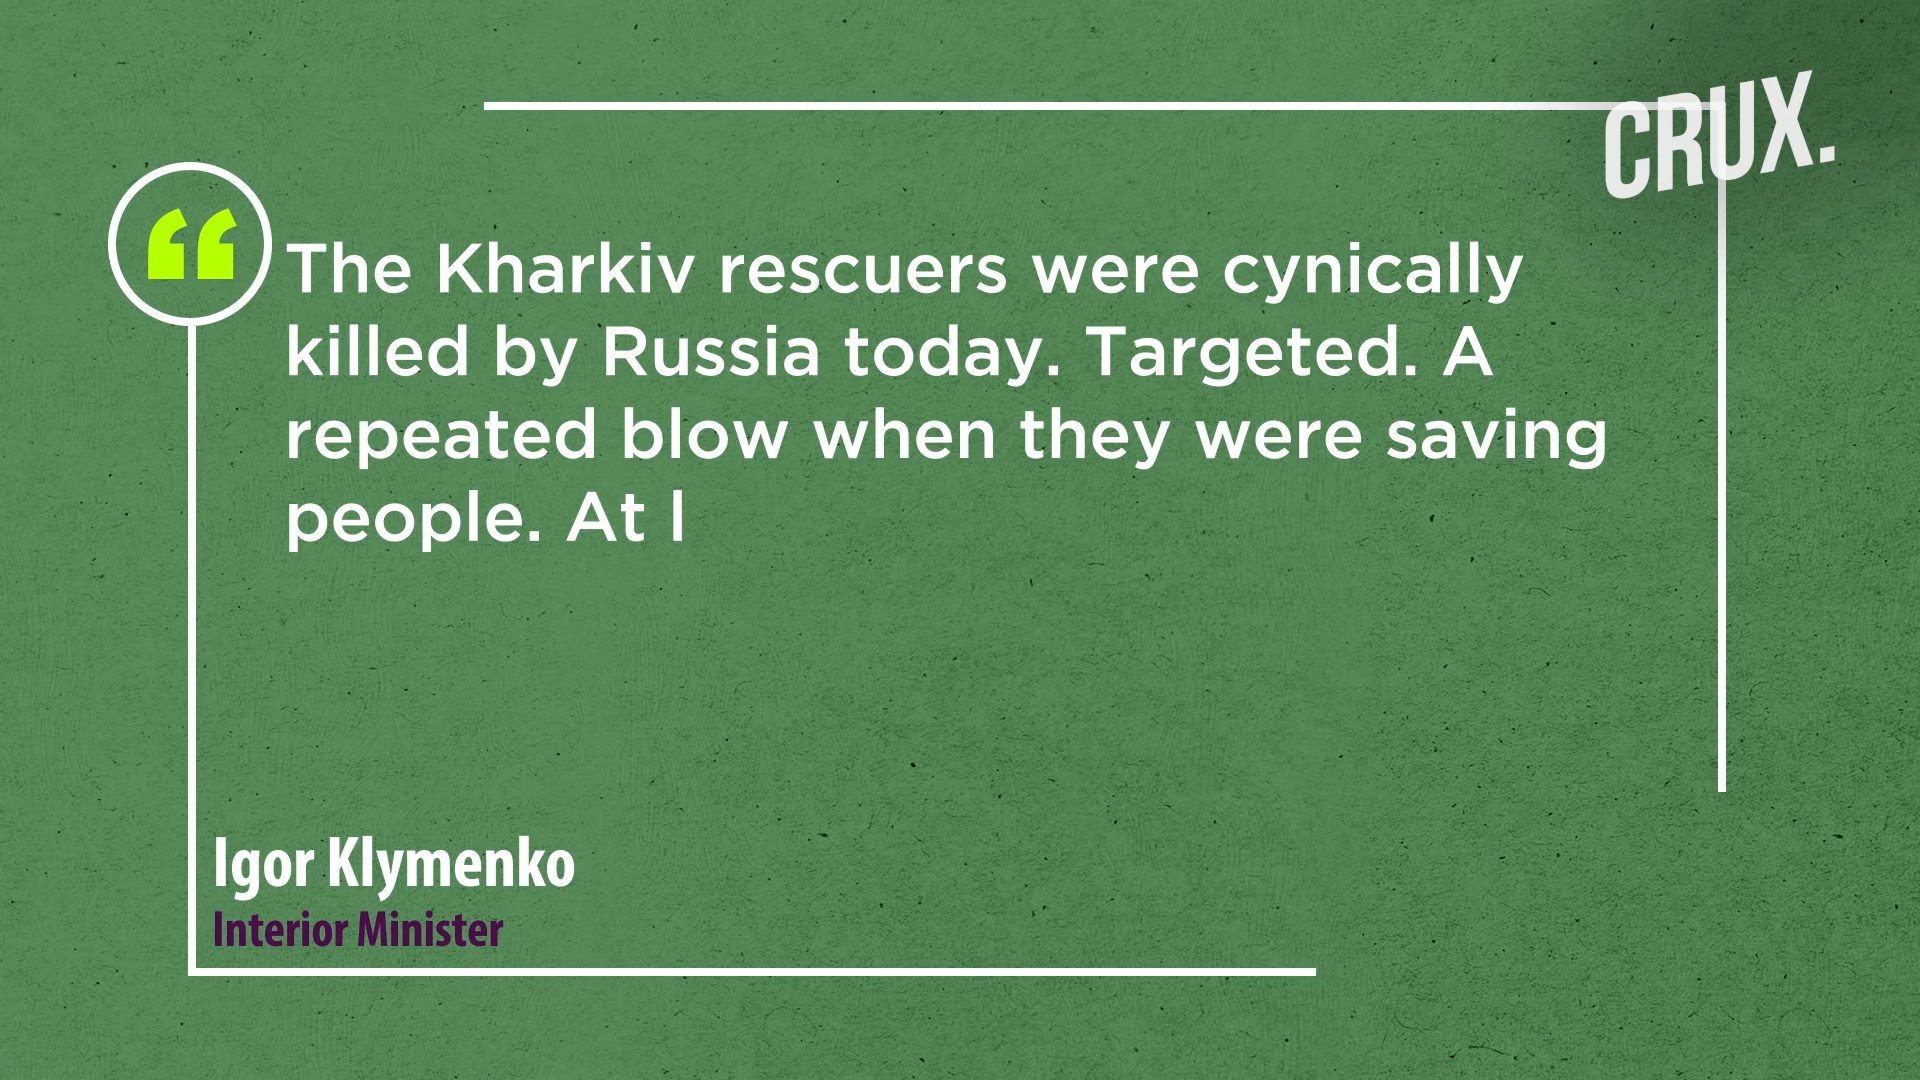 CRUX.
“
The Kharkiv rescuers were cynically
killed by Russia today. Targeted. A
repeated blow when they were saving
people. At l
Igor Klymenko
Interior Minister